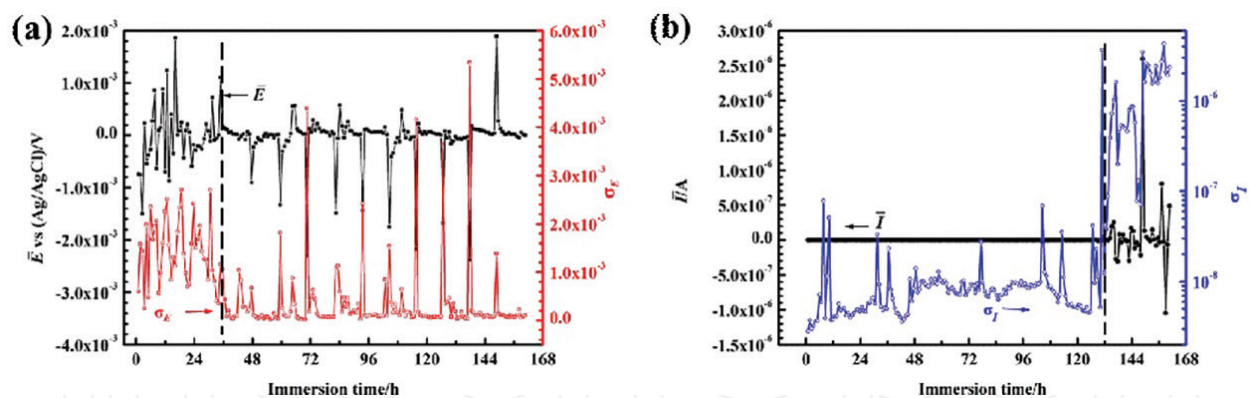 (a)
2.0x10⁻³
1.0x10⁻³
0.0
-1.0x10⁻³
-2.0x10⁻³
-3.0x10⁻³
-4.0x10⁻³
Ē vs (Ag/AgCl)/V
Ē
σ_E
6.0x10⁻³
5.0x10⁻³
4.0x10⁻³
3.0x10⁻³
2.0x10⁻³
1.0x10⁻³
0.0
σ_E
0 24 48 72 96 120 144 168
Immersion time/h
(b)
3.0x10⁻⁶
2.5x10⁻⁶
2.0x10⁻⁶
1.5x10⁻⁶
1.0x10⁻⁶
5.0x10⁻⁷
0.0
-5.0x10⁻⁷
-1.0x10⁻⁶
-1.5x10⁻⁶
Ī/A
Ī
σ_I
10⁻⁶
10⁻⁷
10⁻⁸
σ_I
0 24 48 72 96 120 144 168
Immersion time/h